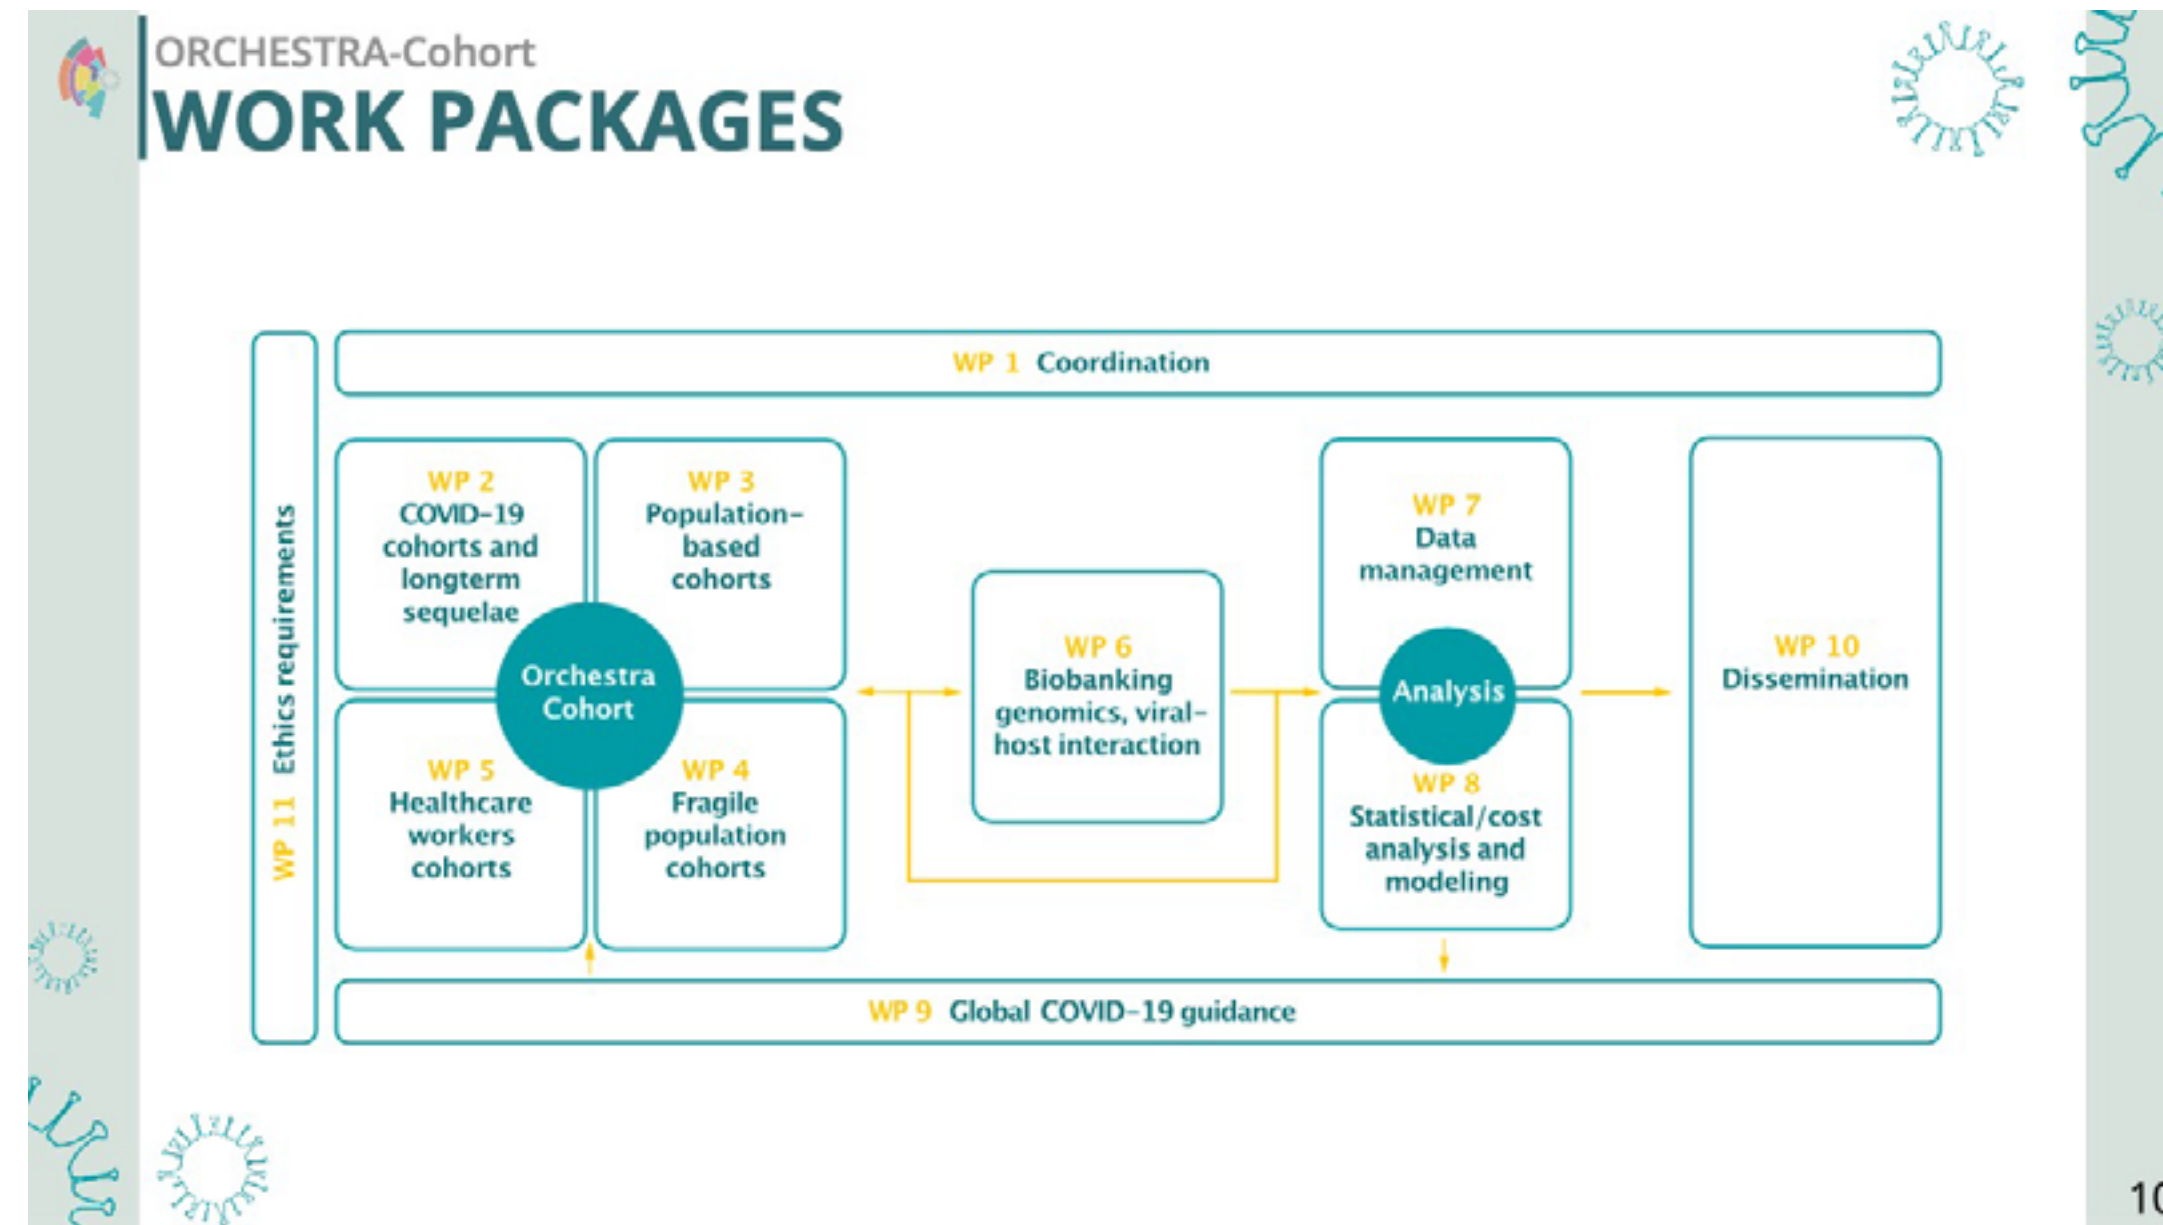 ORCHESTRA-Cohort
WORK PACKAGES
WP 11 Ethics requirements
WP 1 Coordination
WP 2
COVID-19
cohorts and
longterm
sequelae
WP 3
Population-
based
cohorts
Orchestra
Cohort
WP 5
Healthcare
workers
cohorts
WP 4
Fragile
population
cohorts
WP 6
Biobanking
genomics, viral-
host interaction
WP 7
Data
management
Analysis
WP 8
Statistical/cost
analysis and
modeling
WP 10
Dissemination
WP 9 Global COVID-19 guidance